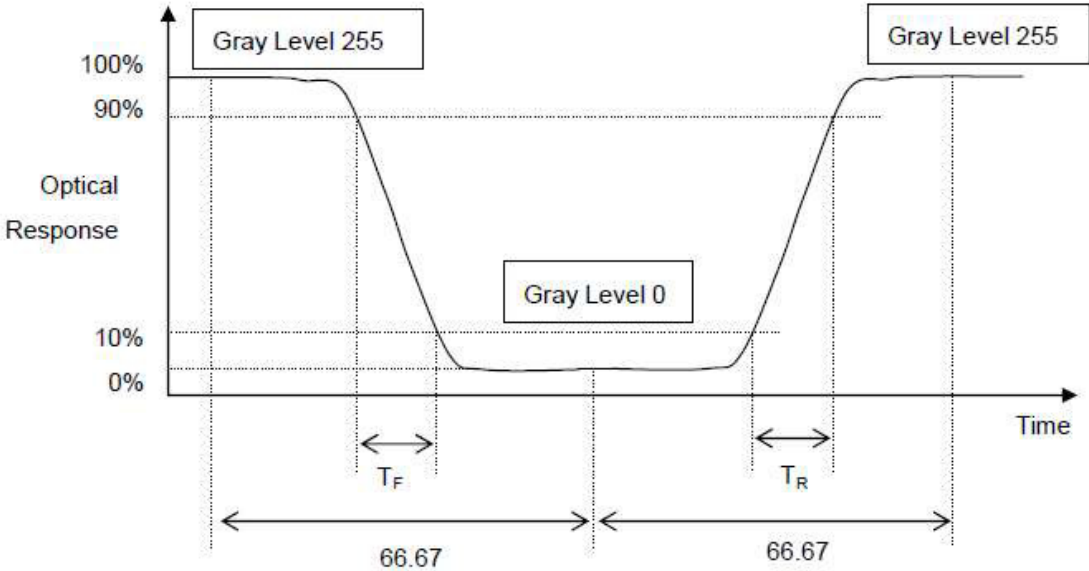 Gray Level 255
Gray Level 255
100%
90%
Optical
Response
Gray Level 0
10%
0%
Time
TF
TR
66.67
66.67